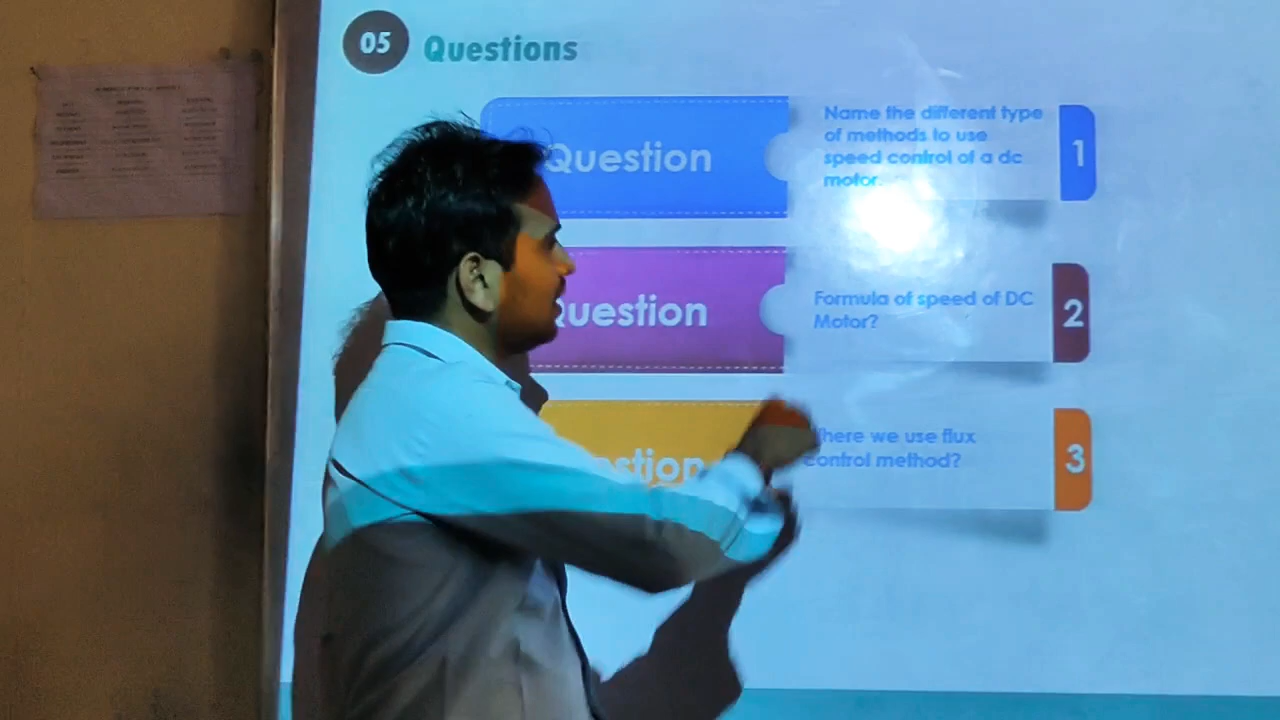 05 Questions
Question
Name the different type
of methods to use
speed control of a dc
motor.
1
Question
Formula of speed of DC
Motor?
2
here we use flux
control method?
3